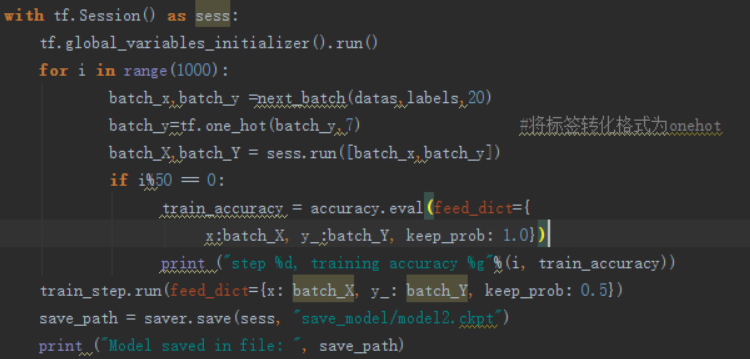 with tf.Session() as sess:
    tf.global_variables_initializer().run()
    for i in range(1000):
            batch_x,batch_y =next_batch(datas,labels,20)
            batch_y=tf.one_hot(batch_y,7)                    #将标签转化格式为onehot
            batch_X,batch_Y = sess.run([batch_x,batch_y])
            if i%50 == 0:
                  train_accuracy = accuracy.eval(feed_dict={
                       x:batch_X, y_:batch_Y, keep_prob: 1.0})
                  print ("step %d, training accuracy %g"%(i, train_accuracy))
    train_step.run(feed_dict={x: batch_X, y_: batch_Y, keep_prob: 0.5})
    save_path = saver.save(sess, "save_model/model2.ckpt")
    print ("Model saved in file: ", save_path)